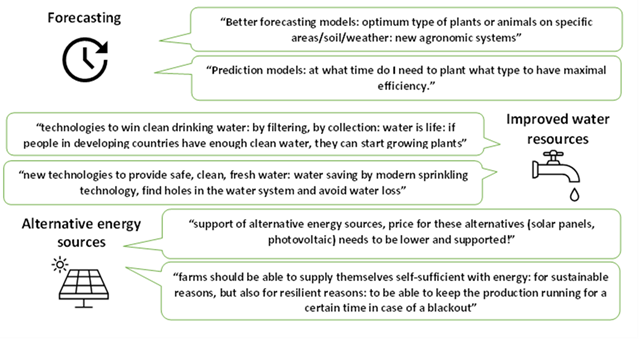 Forecasting
“Better forecasting models: optimum type of plants or animals on specific
areas/soil/weather: new agronomic systems”
“Prediction models: at what time do I need to plant what type to have maximal
efficiency.”
“technologies to win clean drinking water: by filtering, by collection: water is life: if
people in developing countries have enough clean water, they can start growing plants”
Improved water
resources
“new technologies to provide safe, clean, fresh water: water saving by modern sprinkling
technology, find holes in the water system and avoid water loss”
Alternative energy
sources
“support of alternative energy sources, price for these alternatives (solar panels,
photovoltaic) needs to be lower and supported!”
“farms should be able to supply themselves self-sufficient with energy: for sustainable
reasons, but also for resilient reasons: to be able to keep the production running for a
certain time in case of a blackout”